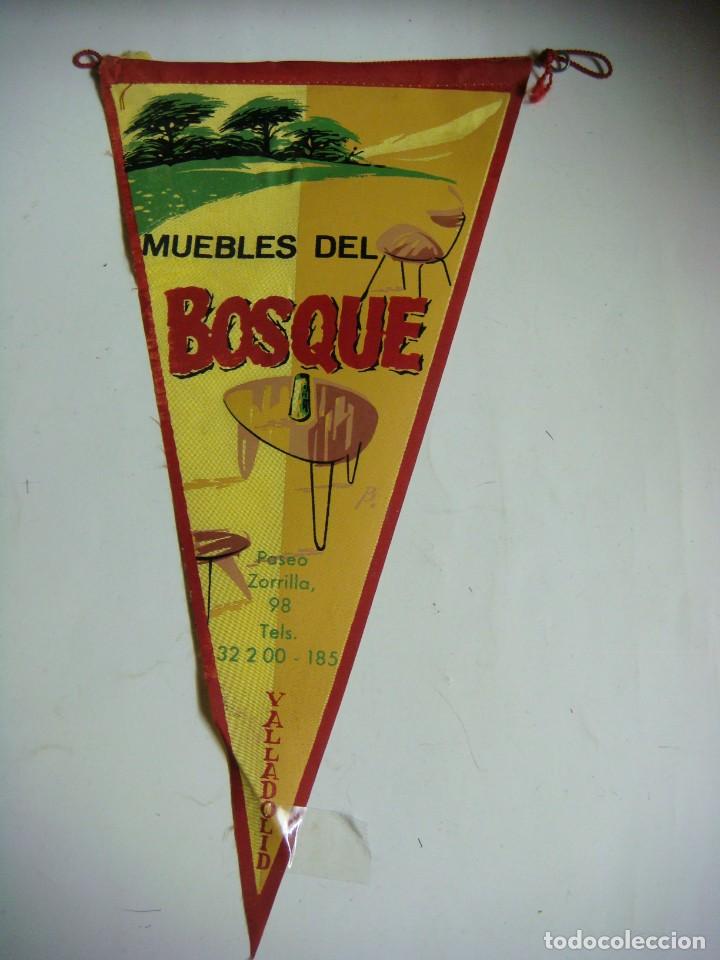 MUEBLES DEL
BOSQUE
Paseo
Zorrilla,
98
Tels.
32 2 00 - 185
VALLADOLID
todocoleccion